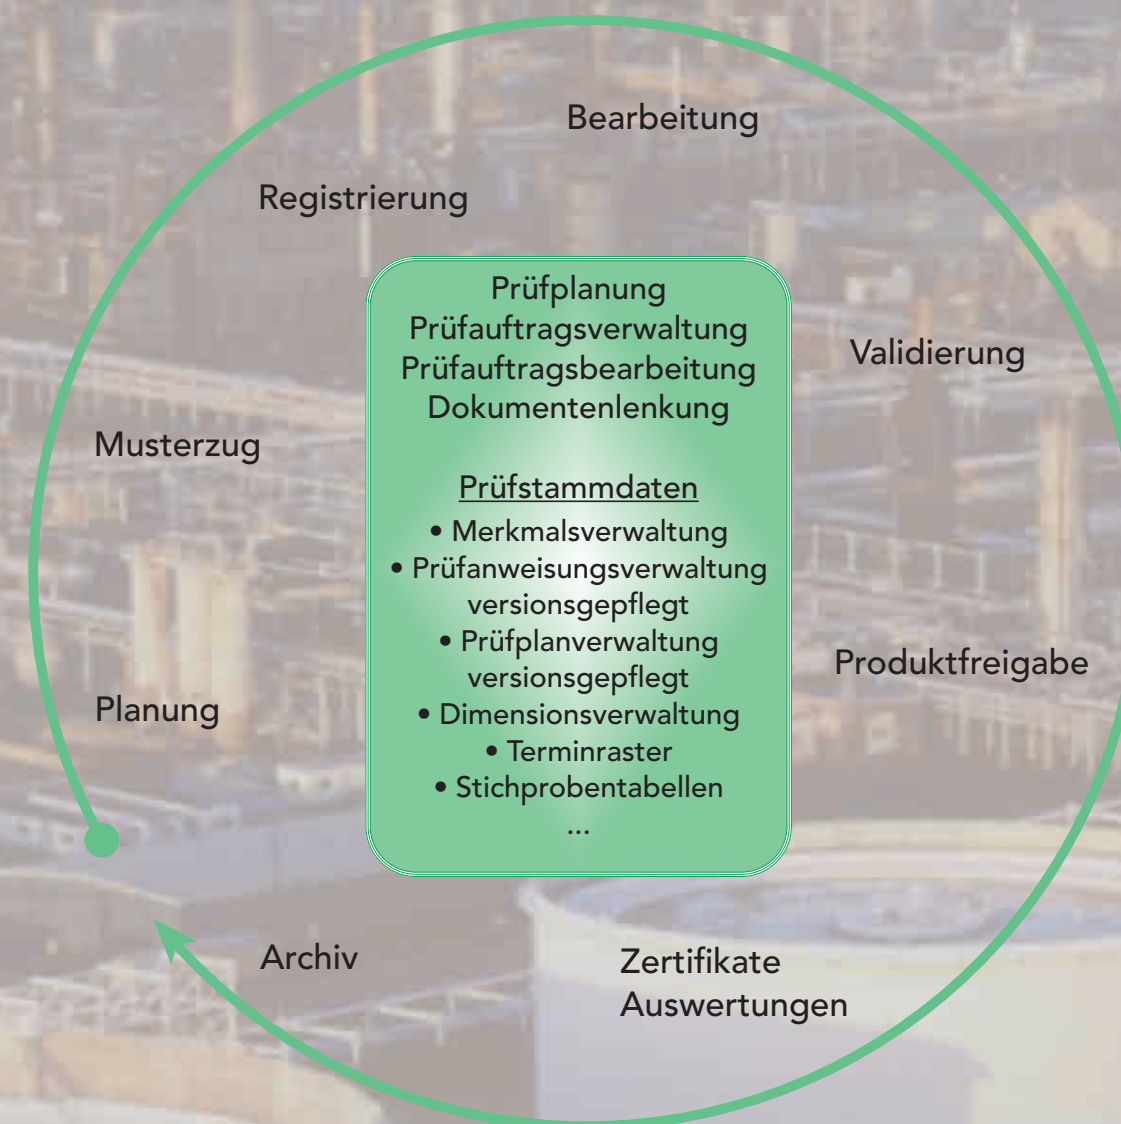 Bearbeitung
Registrierung
Prüfplanung
Prüfauftragsverwaltung
Prüfauftragsbearbeitung
Dokumentenlenkung
Validierung
Musterzug
Prüfstammdaten
• Merkmalsverwaltung
• Prüfanweisungsverwaltung
versionsgepflegt
• Prüfplanverwaltung
versionsgepflegt
• Dimensionsverwaltung
• Terminraster
• Stichprobentabellen
...
Produktfreigabe
Planung
Archiv
Zertifikate
Auswertungen